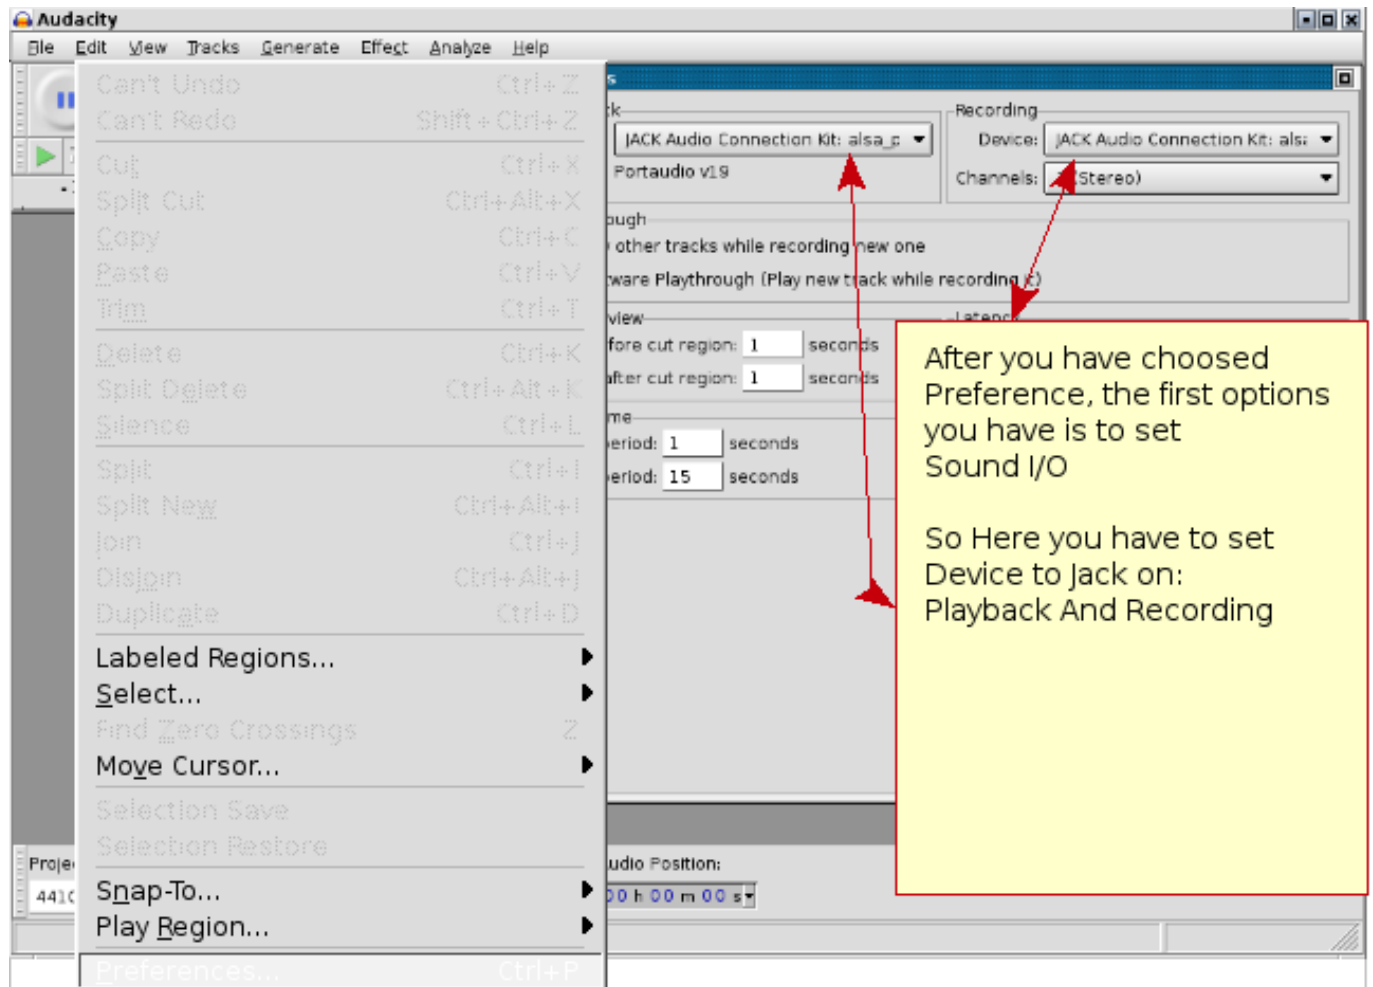 Audacity
File Edit View Tracks Generate Effect Analyze Help
Can't Undo Ctrl+Z
Can't Redo Shift+Ctrl+Z
Cut Ctrl+X
Split Cut Ctrl+Alt+X
Copy Ctrl+C
Paste Ctrl+V
Trim Ctrl+T
Delete Ctrl+K
Split Delete Ctrl+Alt+K
Silence Ctrl+L
Split Ctrl+I
Split New Ctrl+Alt+I
Join Ctrl+J
Disjoin Ctrl+Alt+J
Duplicate Ctrl+D
Labeled Regions...
Select...
Find Zero Crossings Z
Move Cursor...
Selection Save
Selection Restore
Snap-To...
Play Region...
Preferences... Ctrl+P
JACK Audio Connection Kit: alsa_p
Portaudio v19
Recording
Device: JACK Audio Connection Kit: als
Channels: (Stereo)
other tracks while recording new one
ware Playthrough (Play new track while recording it)
view
Latency
fore cut region: 1 seconds
after cut region: 1 seconds
me
eriod: 1 seconds
eriod: 15 seconds
After you have choosed
Preference, the first options
you have is to set
Sound I/O
So Here you have to set
Device to Jack on:
Playback And Recording
Proje
udio Position:
441
00 h 00 m 00 s